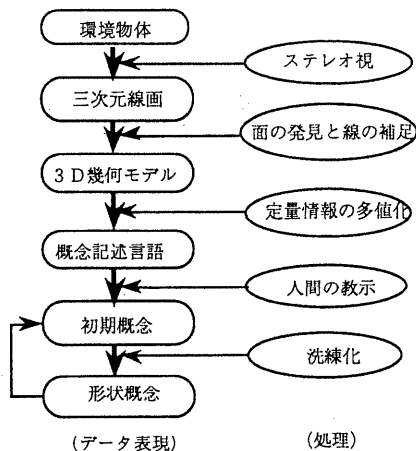 環境物体
ステレオ視
三次元線画
面の発見と線の補足
3D幾何モデル
定量情報の多値化
概念記述言語
人間の教示
初期概念
洗練化
形状概念
(データ表現)
(処理)